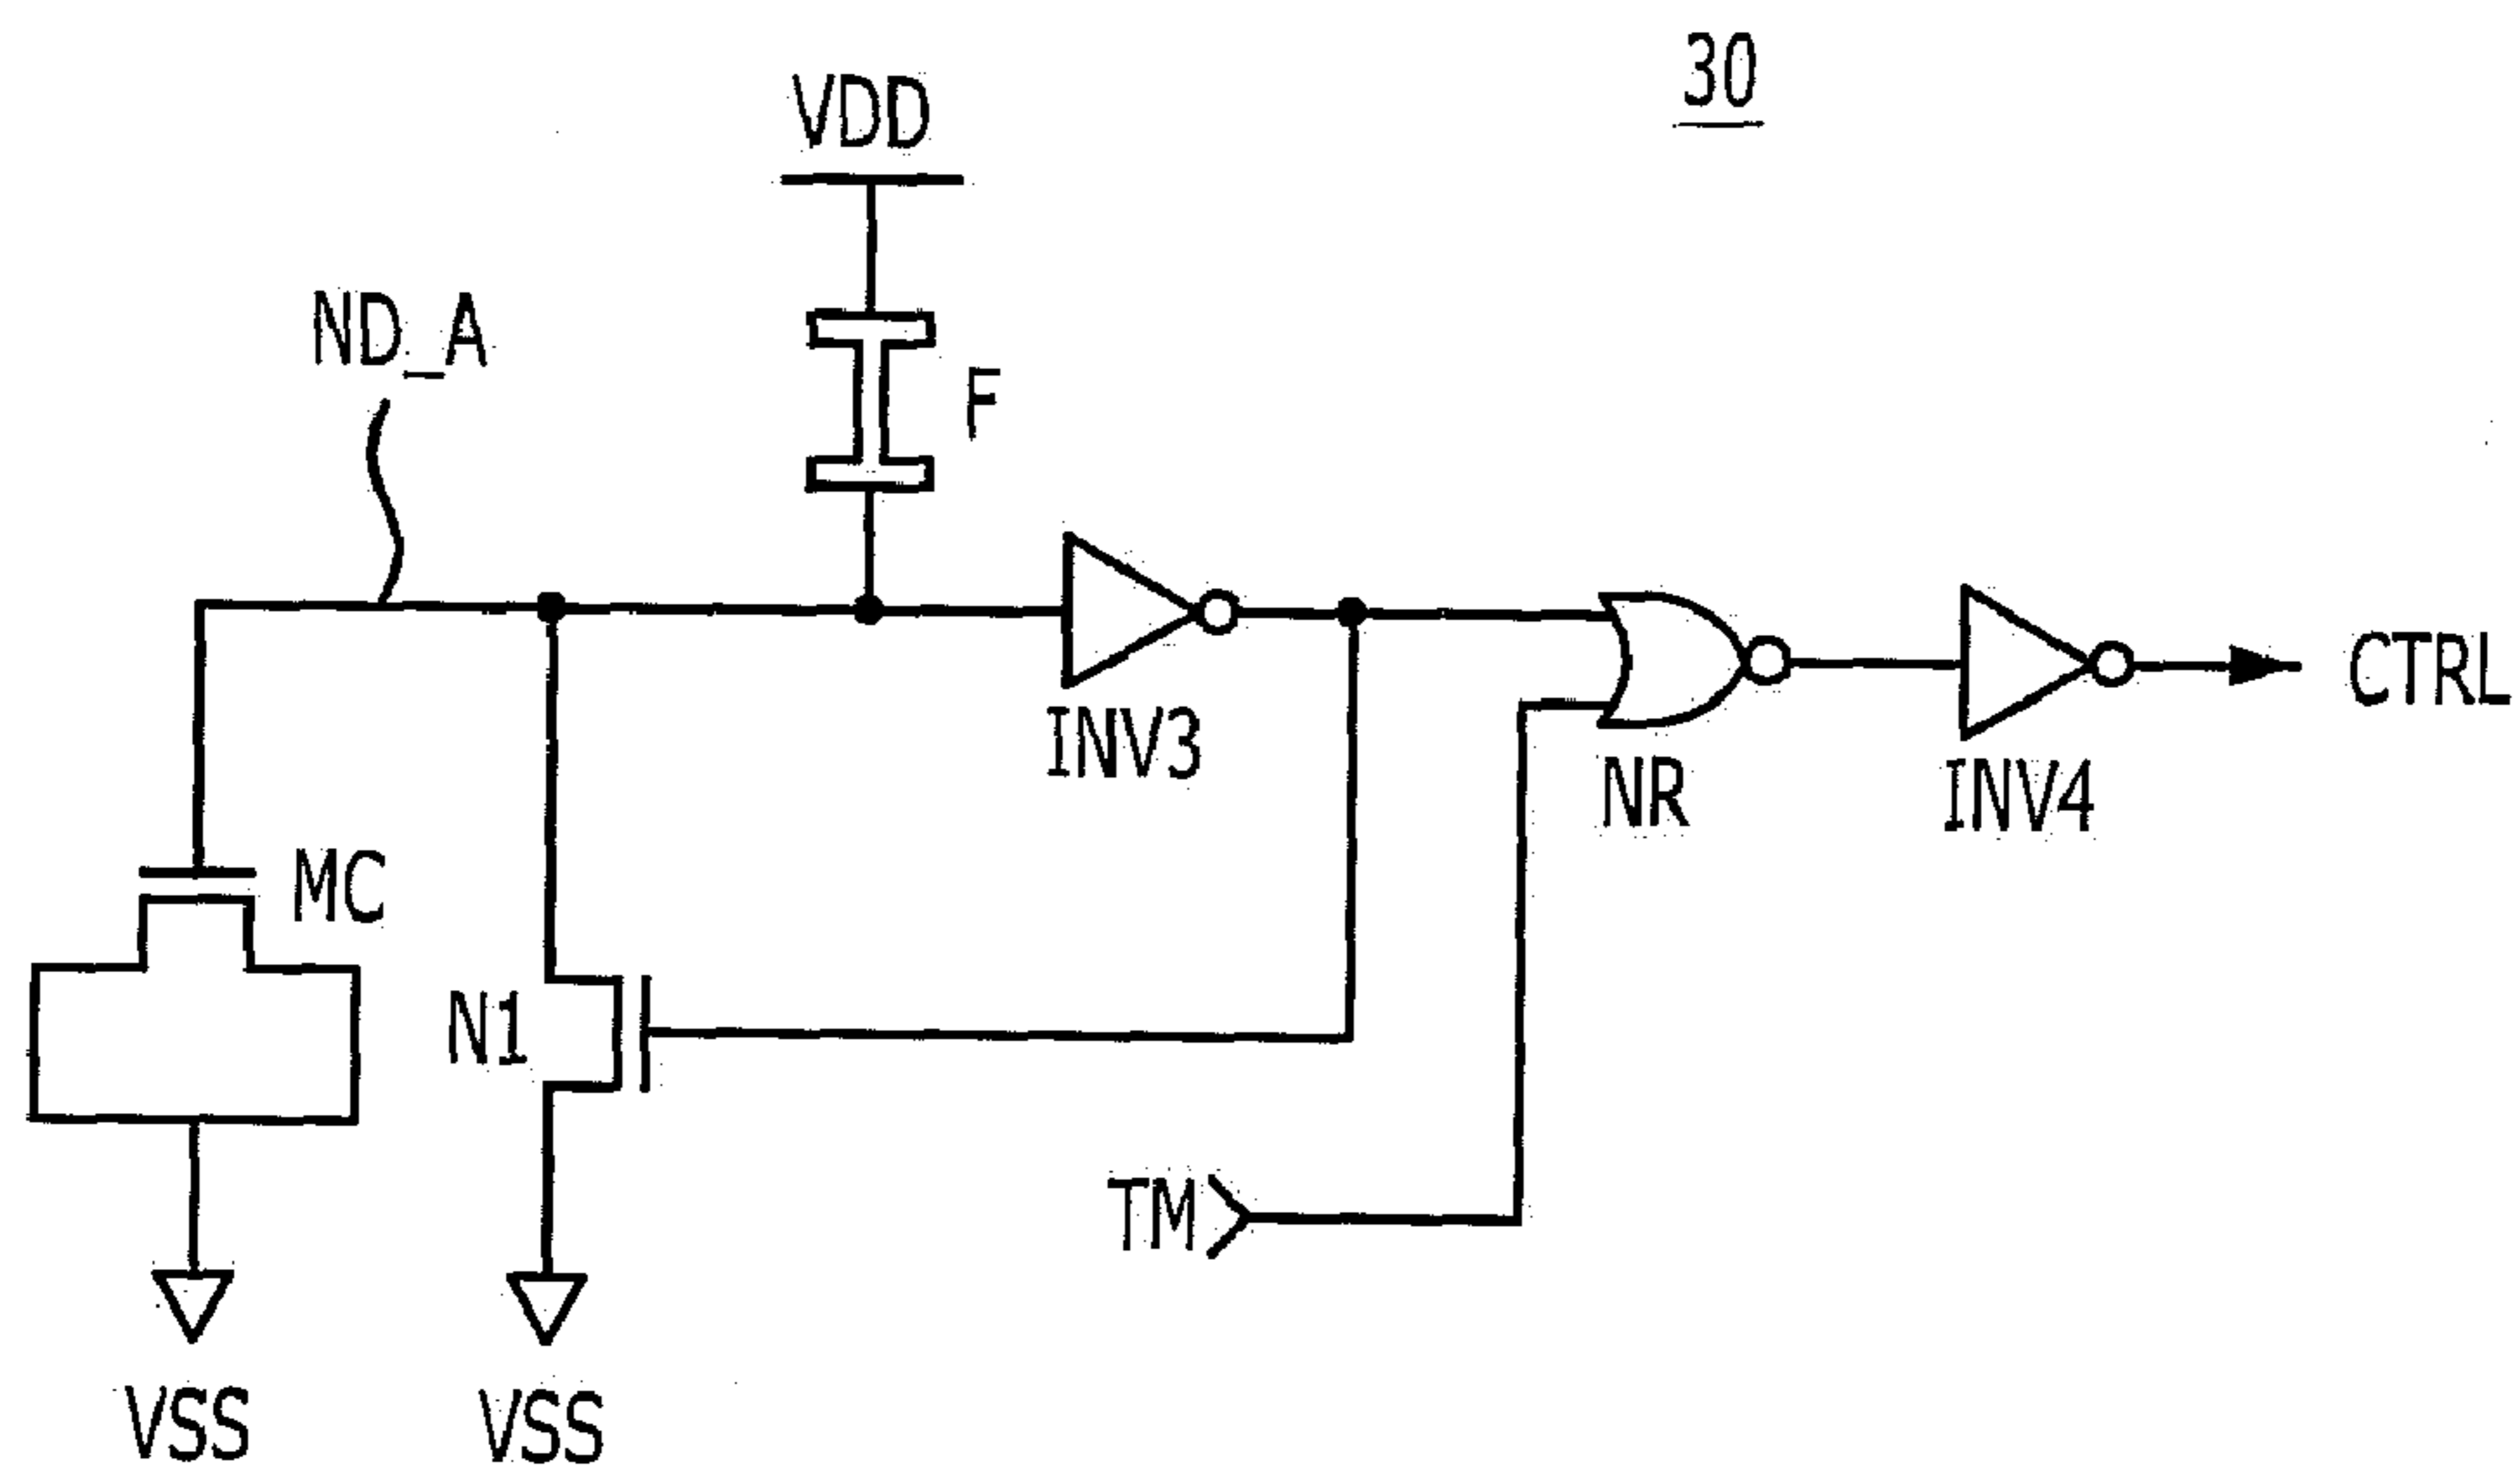 30
VDD
ND_A
F
CTRL
INV3
NR
INV4
MC
N1
TM
VSS
VSS